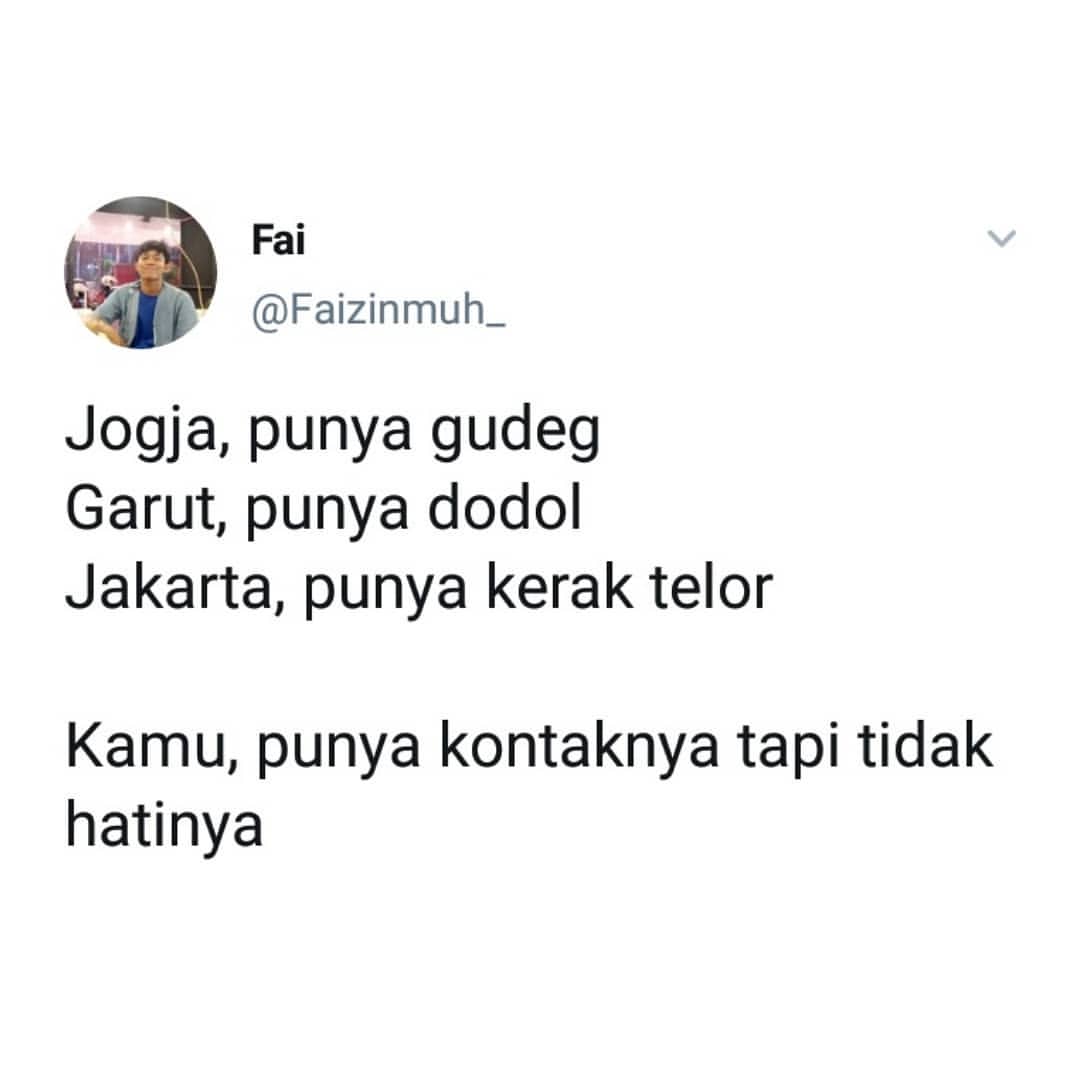 Fai
@Faizinmuh_
Jogja, punya gudeg
Garut, punya dodol
Jakarta, punya kerak telor
Kamu, punya kontaknya tapi tidak
hatinya